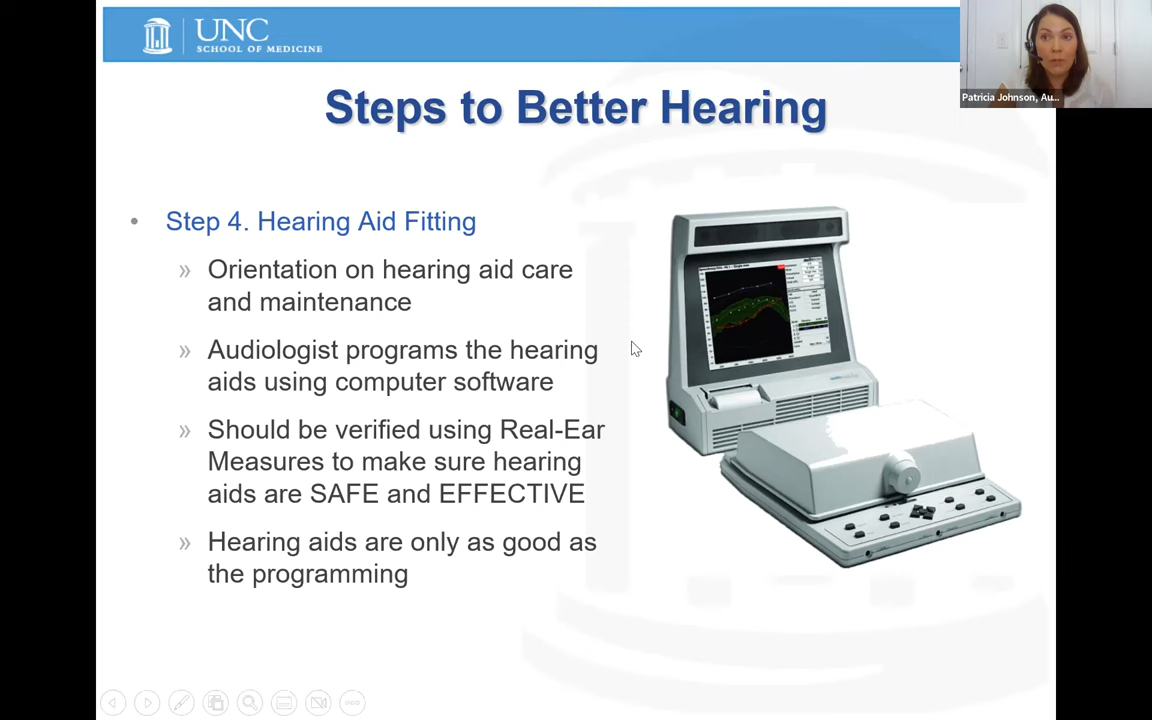 UNC
SCHOOL OF MEDICINE
Patricia Johnson, Au...
Steps to Better Hearing
• Step 4. Hearing Aid Fitting
» Orientation on hearing aid care
and maintenance
» Audiologist programs the hearing
aids using computer software
» Should be verified using Real-Ear
Measures to make sure hearing
aids are SAFE and EFFECTIVE
» Hearing aids are only as good as
the programming